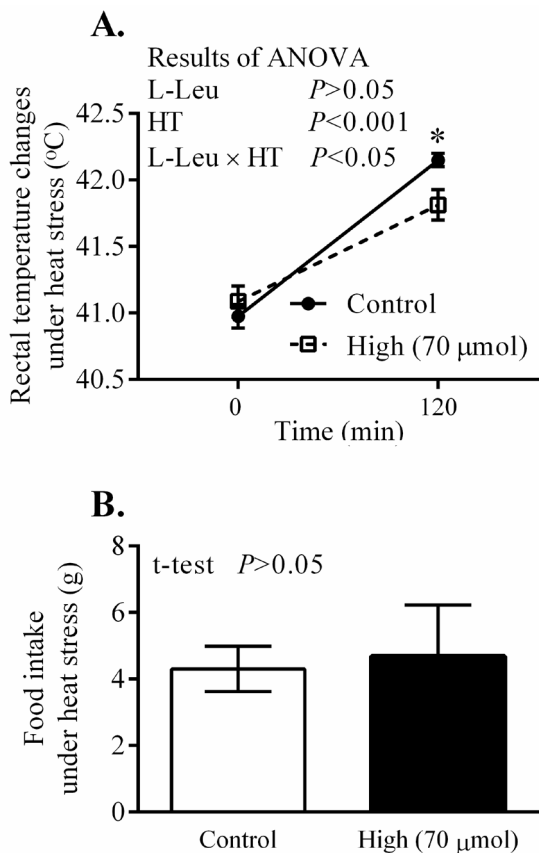 A.
Results of ANOVA
L-Leu P>0.05
HT P<0.001
L-Leu × HT P<0.05
Rectal temperature changes
under heat stress (°C)
42.5
42.0
41.5
41.0
40.5
*
Control
High (70 μmol)
0 120
Time (min)
B.
t-test P>0.05
Food intake
under heat stress (g)
8
6
4
2
0
Control High (70 μmol)